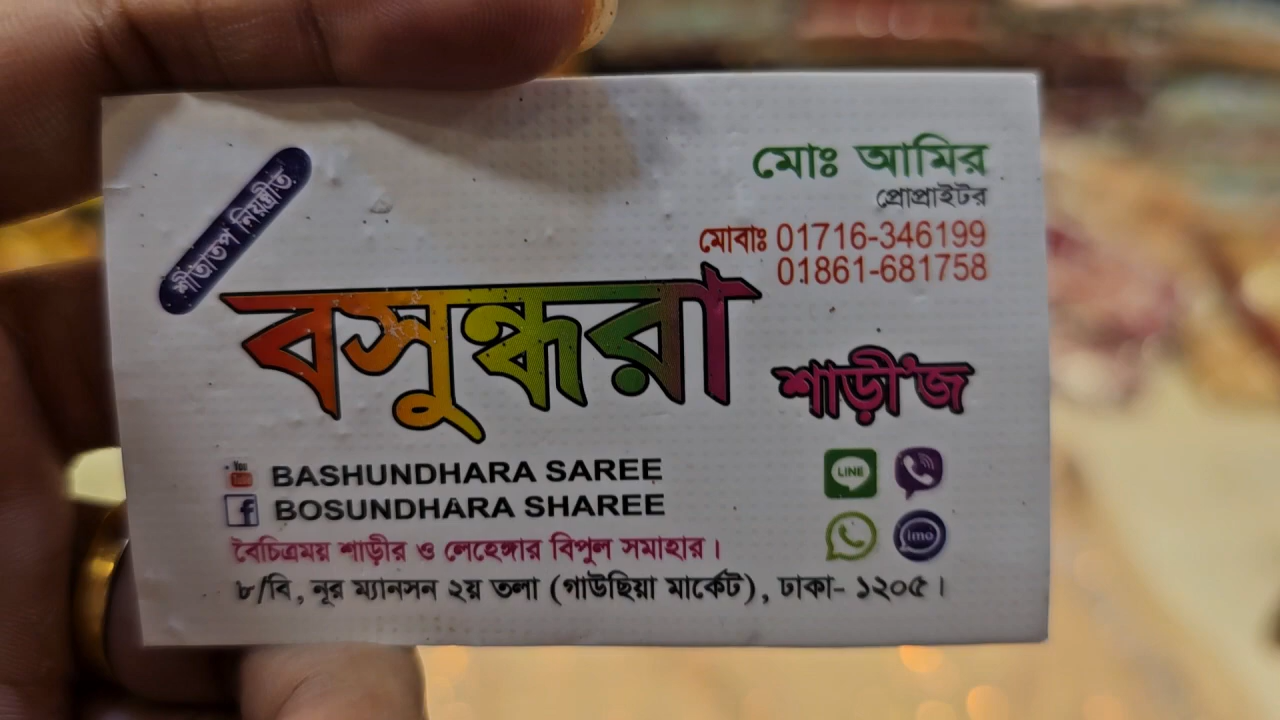 শীতাতপ নিয়ন্ত্রীত
মোঃ আমির
প্রোপ্রাইটর
মোবাঃ 01716-346199
01861-681758
বসুন্ধরা
শাড়ী'জ
You
BASHUNDHARA SAREE
LINE
f BOSUNDHARA SHAREE
imo
বৈচিত্রময় শাড়ীর ও লেহেঙ্গার বিপুল সমাহার।
৮/বি, নূর ম্যানসন ২য় তলা (গাউছিয়া মার্কেট), ঢাকা- ১২০৫।